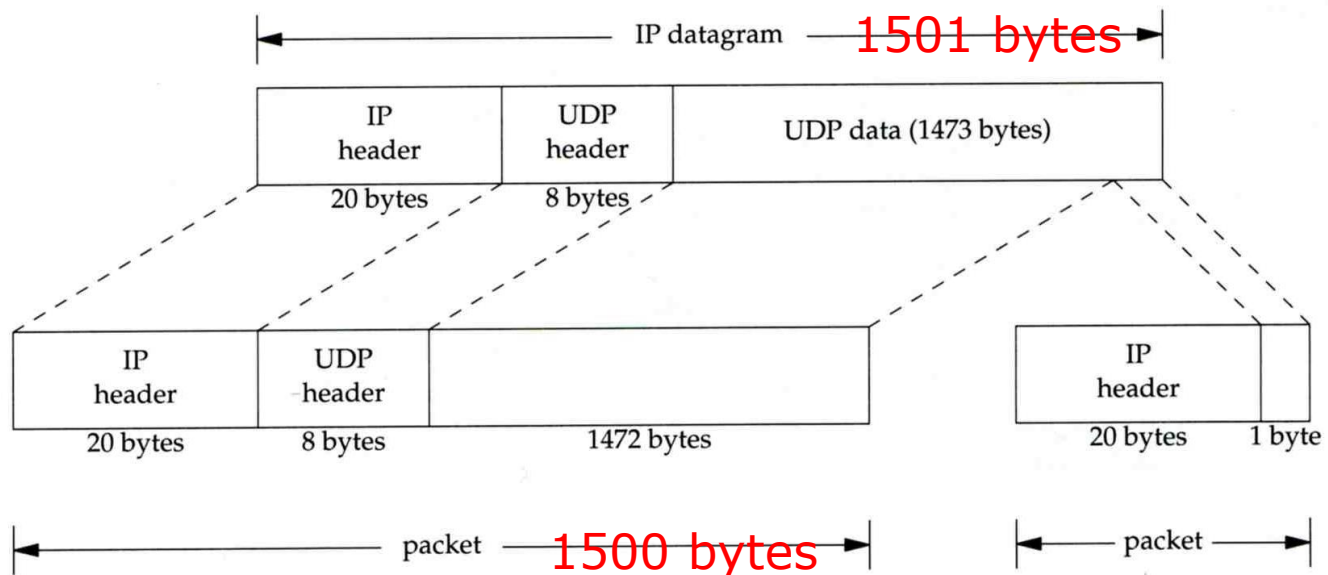 IP datagram 1501 bytes
IP header
UDP header
UDP data (1473 bytes)
20 bytes
8 bytes
IP header
UDP header
IP header
20 bytes
8 bytes
1472 bytes
20 bytes
1 byte
packet 1500 bytes
packet